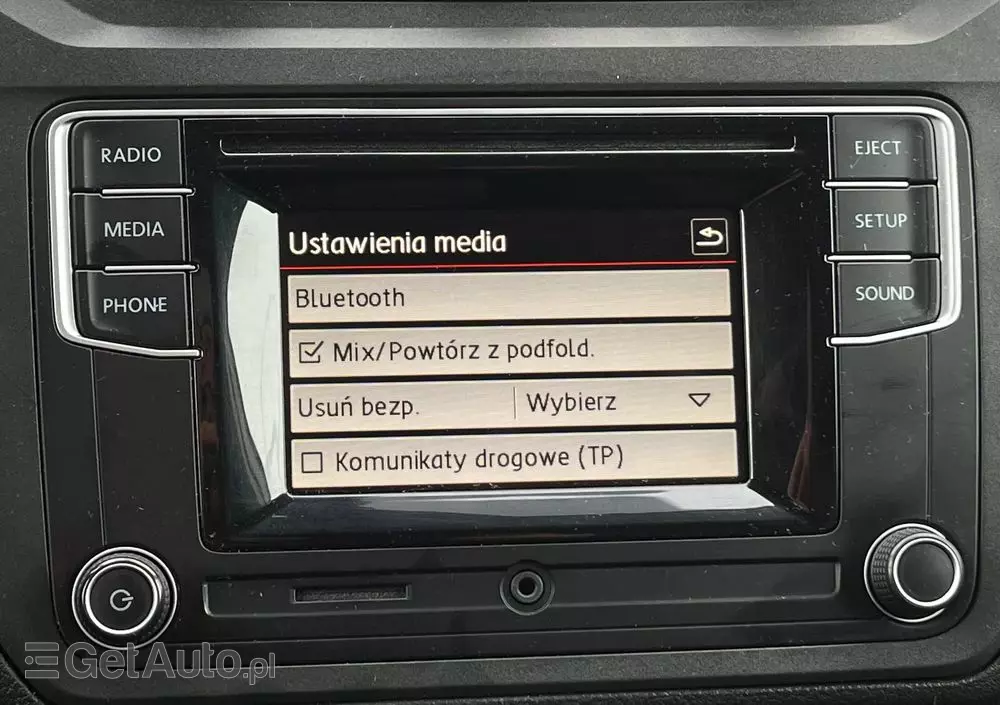 RADIO
EJECT
MEDIA
SETUP
PHONE
SOUND
Ustawienia media
Bluetooth
Mix/Powtórz z podfold.
Usuń bezp. Wybierz
Komunikaty drogowe (TP)
GetAuto.pl